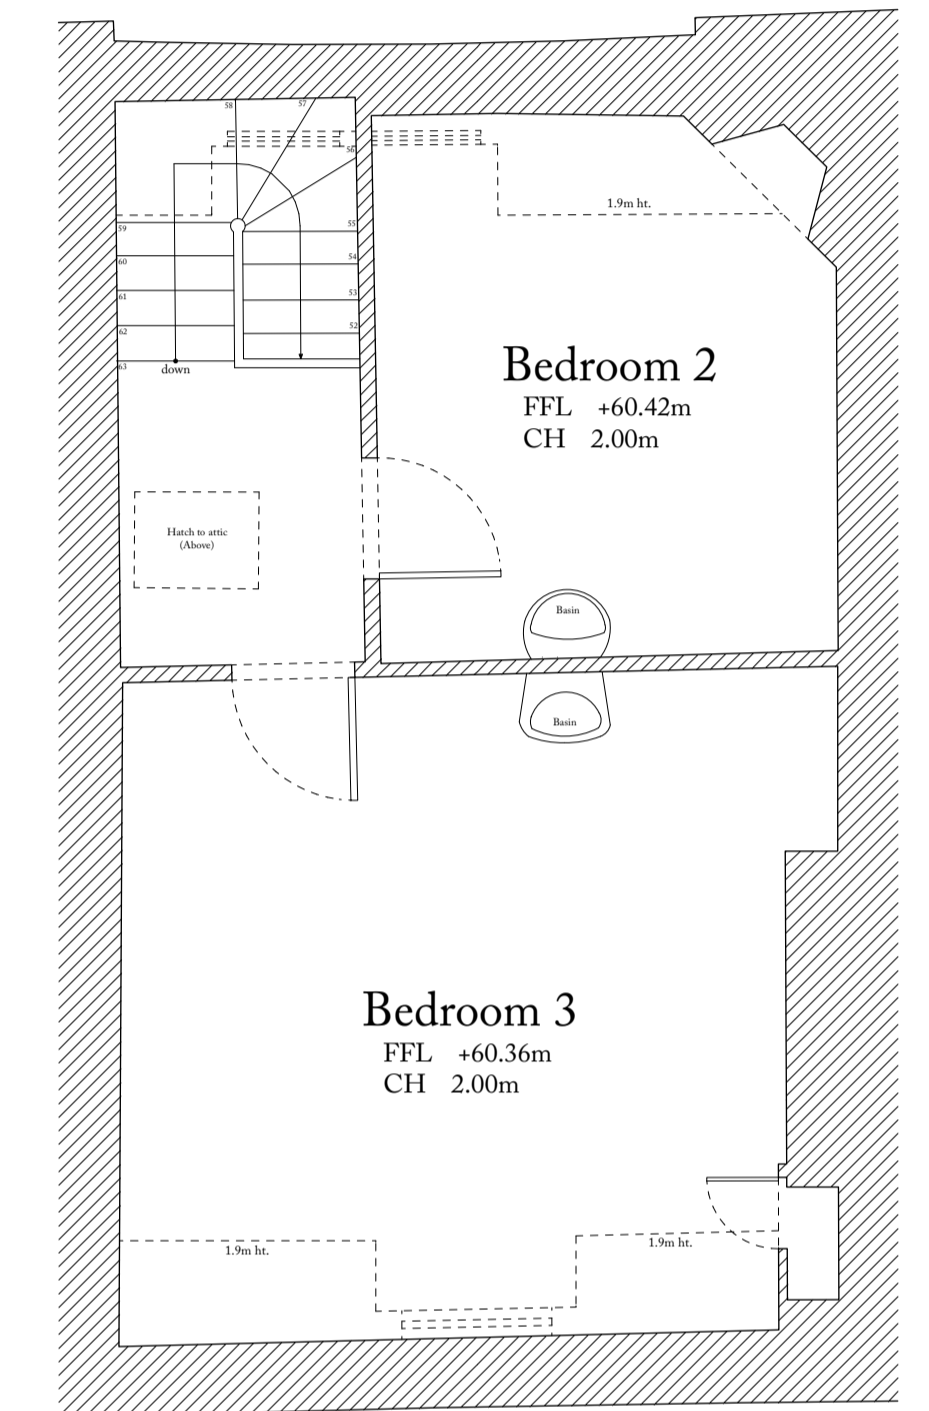 58
57
56
1.9m ht.
59
55
60
54
61
53
62
52
63
down
Bedroom 2
FFL +60.42m
CH 2.00m
Hatch to attic
(Above)
Basin
Basin
Bedroom 3
FFL +60.36m
CH 2.00m
1.9m ht.
1.9m ht.